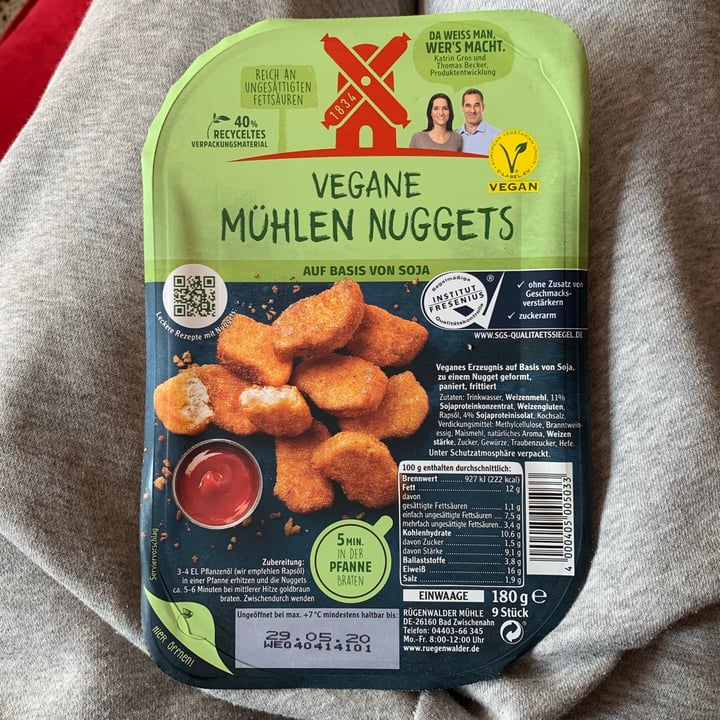 DA WEISS MAN,
WER'S MACHT.
Katrin Gros und
Thomas Becker,
Produktentwicklung
REICH AN
UNGESÄTTIGTEN
FETTSÄUREN
1834
40%
RECYCELTES
VERPACKUNGSMATERIAL
EUROPEAN VEGETARIAN UNION
V-LABEL.EU
VEGAN
VEGANE
MÜHLEN NUGGETS
AUF BASIS VON SOJA
Leckere Rezepte mit Nuggets:
Regelmäßige
INSTITUT
FRESENIUS
Qualitätskontrolle
®
✓ ohne Zusatz von
Geschmacks-
verstärkern
✓ zuckerarm
WWW.SGS-QUALITAETSSIEGEL.DE
Veganes Erzeugnis auf Basis von Soja,
zu einem Nugget geformt,
paniert, frittiert
Zutaten: Trinkwasser, Weizenmehl, 11%
Sojaproteinkonzentrat, Weizengluten,
Rapsöl, 4% Sojaproteinisolat, Kochsalz,
Verdickungsmittel: Methylcellulose, Branntwein-
essig, Maismehl, natürliches Aroma, Weizen
stärke, Zucker, Gewürze, Traubenzucker, Hefe.
Unter Schutzatmosphäre verpackt.
100 g enthalten durchschnittlich:
Brennwert 927 kJ (222 kcal)
Fett 12 g
davon
gesättigte Fettsäuren 1,1 g
einfach ungesättigte Fettsäuren 7,5 g
mehrfach ungesättigte Fettsäuren 3,4 g
Kohlenhydrate 10,6 g
davon Zucker 1,5 g
davon Stärke 9,1 g
Ballaststoffe 3,8 g
Eiweiß 16 g
Salz 1,9 g
4 000405 005033
Serviervorschlag
5 MIN.
IN DER
PFANNE
BRATEN
Zubereitung:
3-4 EL Pflanzenöl (wir empfehlen Rapsöl)
in einer Pfanne erhitzen und die Nuggets
ca. 5-6 Minuten bei mittlerer Hitze goldbraun
braten. Zwischendurch wenden
EINWAAGE 180 g e
9 Stück
RÜGENWALDER MÜHLE
DE-26160 Bad Zwischenahn
Telefon: 04403-66 345
Mo.-Fr. 8:00-12:00 Uhr
www.ruegenwalder.de
Ungeöffnet bei max. +7°C mindestens haltbar bis:
29.05.20
WE040414101
hier öffnen!